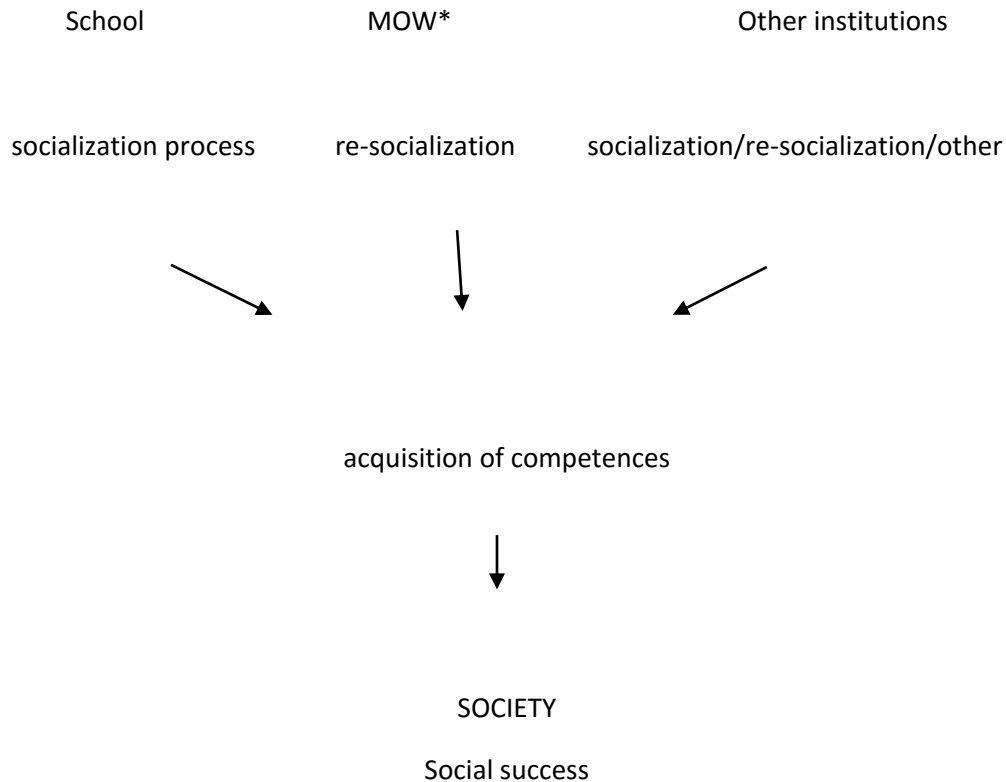 School MOW* Other institutions
socialization process re-socialization socialization/re-socialization/other
acquisition of competences
SOCIETY
Social success